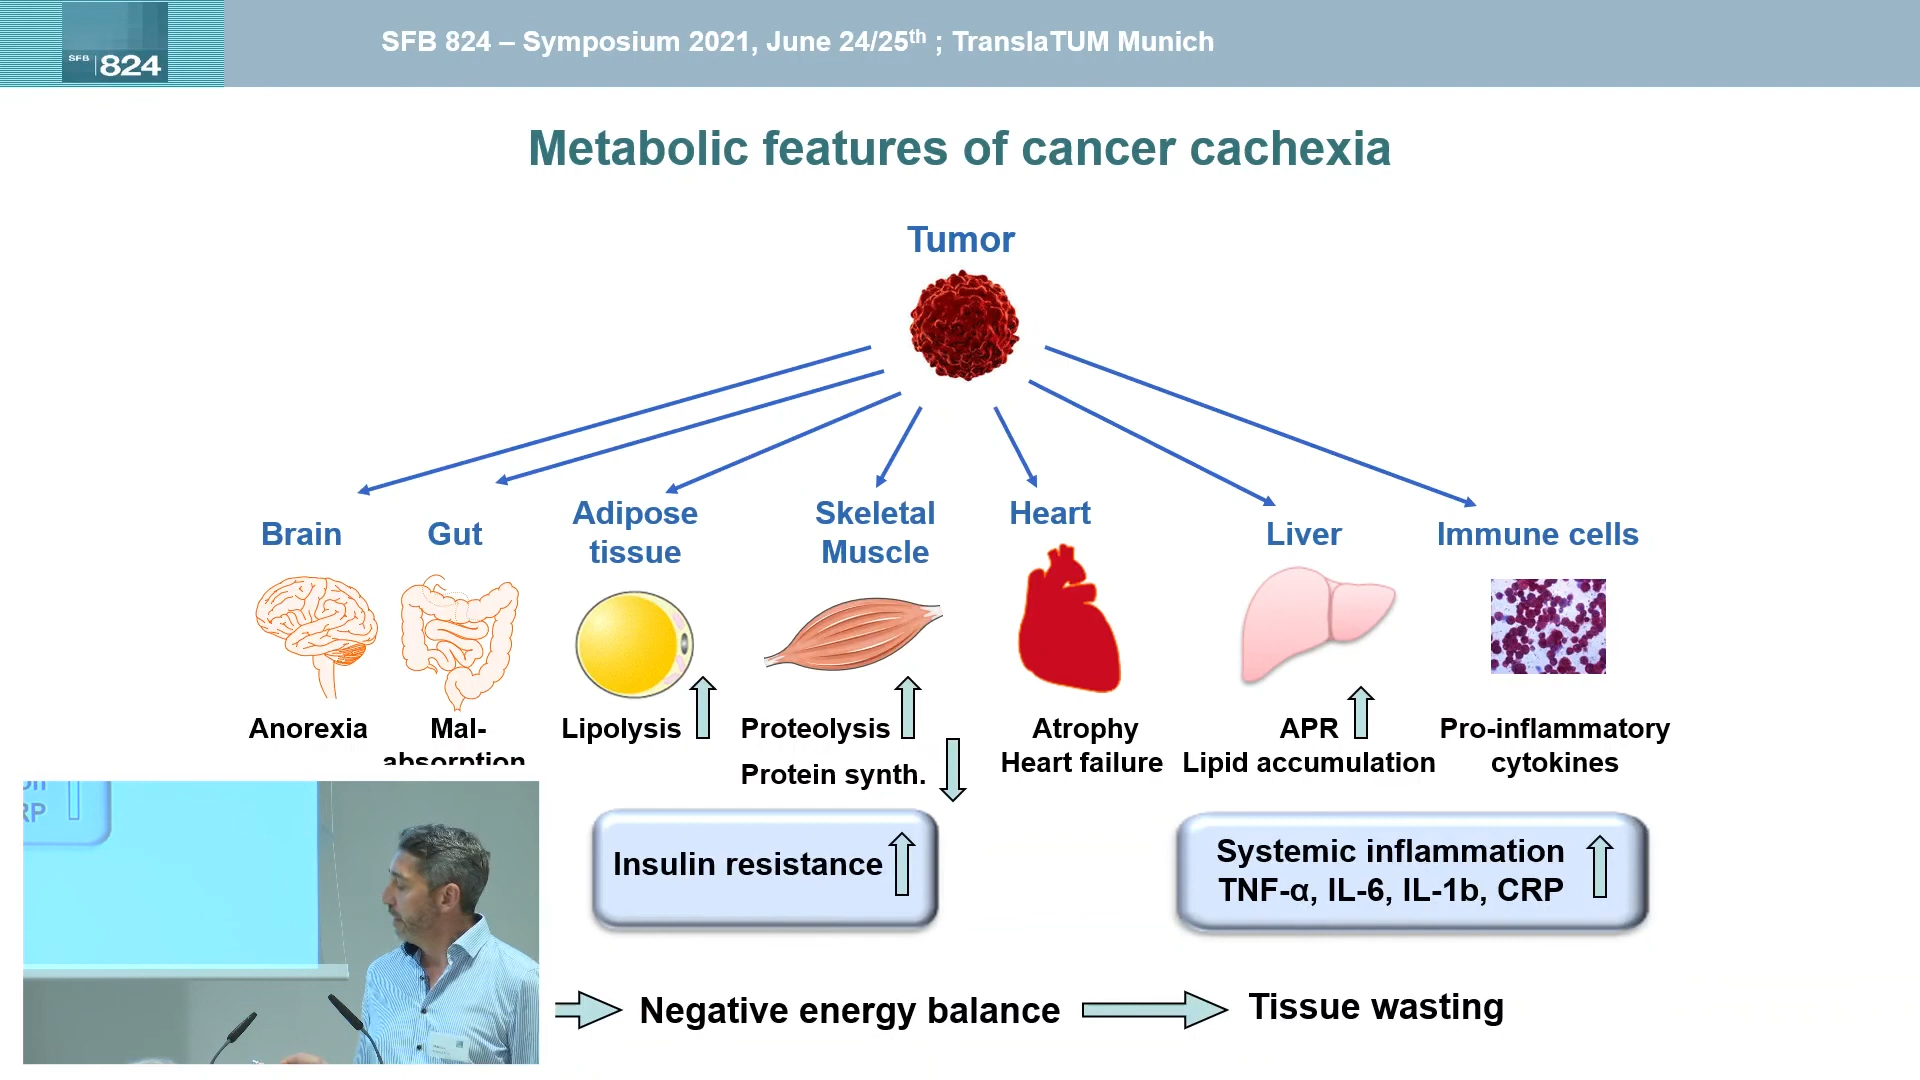 SFB 824
SFB 824 – Symposium 2021, June 24/25th ; TranslaTUM Munich
Metabolic features of cancer cachexia
Tumor
Brain
Gut
Adipose
tissue
Skeletal
Muscle
Heart
Liver
Immune cells
Anorexia
Mal-
absorption
Lipolysis
Proteolysis
Protein synth.
Atrophy
Heart failure
APR
Lipid accumulation
Pro-inflammatory
cytokines
Insulin resistance
Systemic inflammation
TNF-α, IL-6, IL-1b, CRP
Negative energy balance
Tissue wasting